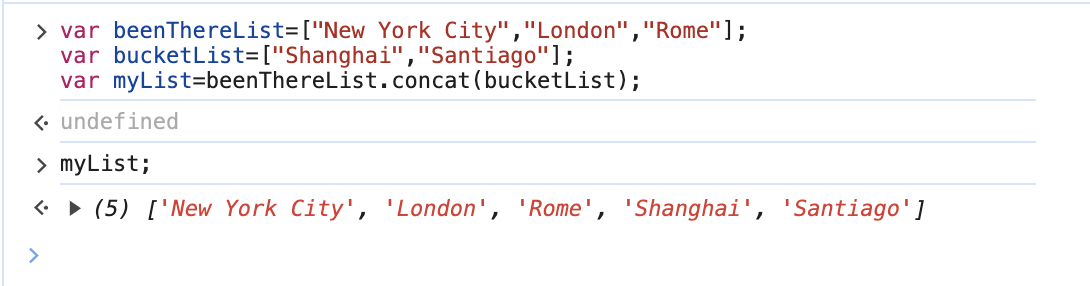 > var beenThereList=["New York City","London","Rome"];
var bucketList=["Shanghai","Santiago"];
var myList=beenThereList.concat(bucketList);
undefined
> myList;
(5) ['New York City', 'London', 'Rome', 'Shanghai', 'Santiago']
>